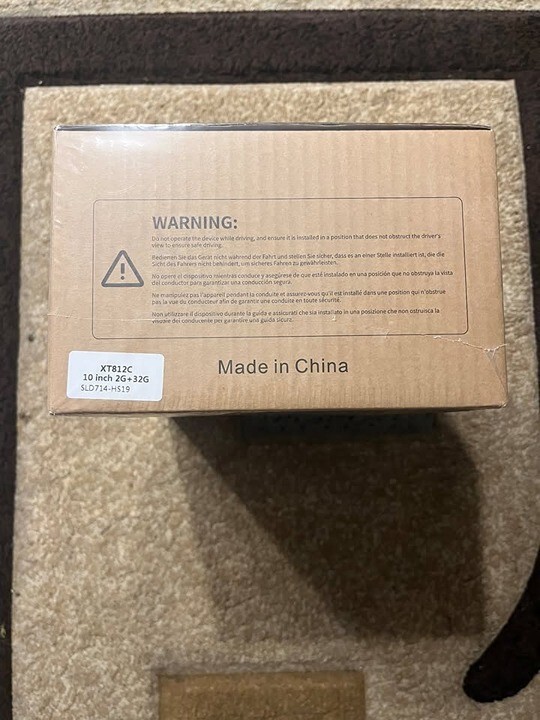 WARNING:
Do not operate the device while driving, and ensure it is installed in a position that does not obstruct the driver's
view to ensure safe driving.
Bedienen Sie das Gerät nicht während der Fahrt und stellen Sie sicher, dass es an einer Stelle installiert ist, die die
Sicht des Fahrers nicht behindert, um sicheres Fahren zu gewährleisten.
No opere el dispositivo mientras conduce y asegúrese de que esté instalado en una posición que no obstruya la vista
del conductor para garantizar una conducción segura.
Ne manipulez pas l'appareil pendant la conduite et assurez-vous qu'il est installé dans une position qui n'obstrue
pas la vue du conducteur afin de garantir une conduite en toute sécurité.
Non utilizzare il dispositivo durante la guida e assicurati che sia installato in una posizione che non ostruisca la
visuale del conducente per garantire una guida sicura.
Made in China
XT812C
10 inch 2G+32G
SLD714-HS19